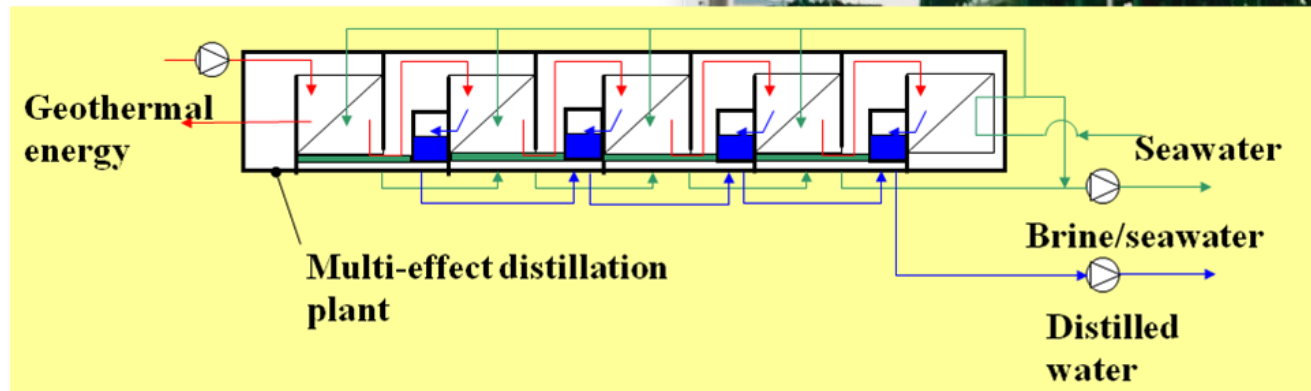 Geothermal
energy
Seawater
Brine/seawater
Multi-effect distillation
plant
Distilled
water